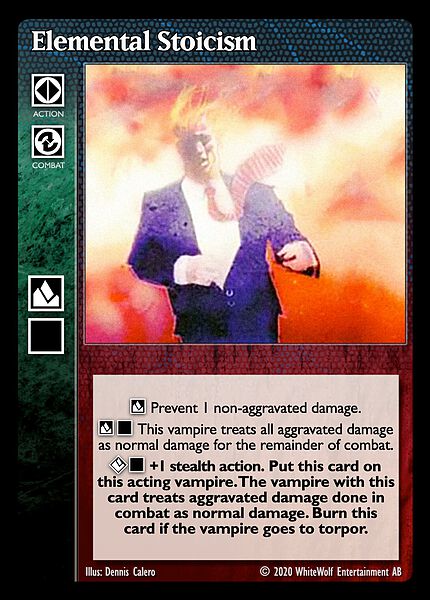 Elemental Stoicism
ACTION
COMBAT
Prevent 1 non-aggravated damage.
This vampire treats all aggravated damage
as normal damage for the remainder of combat.
+1 stealth action. Put this card on
this acting vampire. The vampire with this
card treats aggravated damage done in
combat as normal damage. Burn this
card if the vampire goes to torpor.
Illus: Dennis Calero
© 2020 WhiteWolf Entertainment AB